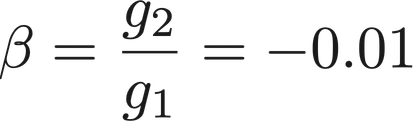 β = g₂/g₁ = −0.01